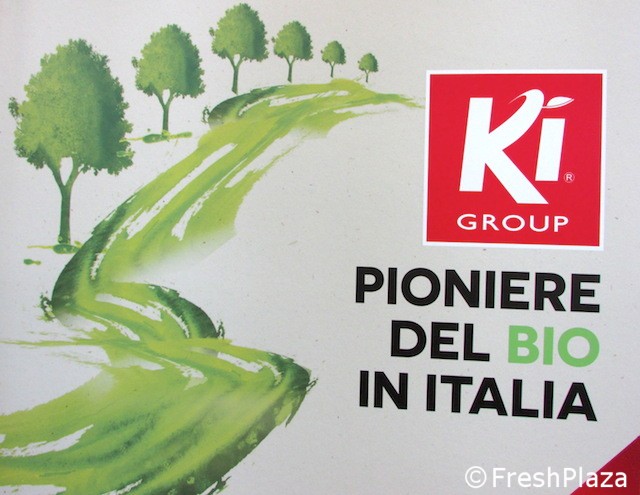 Ki®
GROUP
PIONIERE
DEL BIO
IN ITALIA
©FreshPlaza